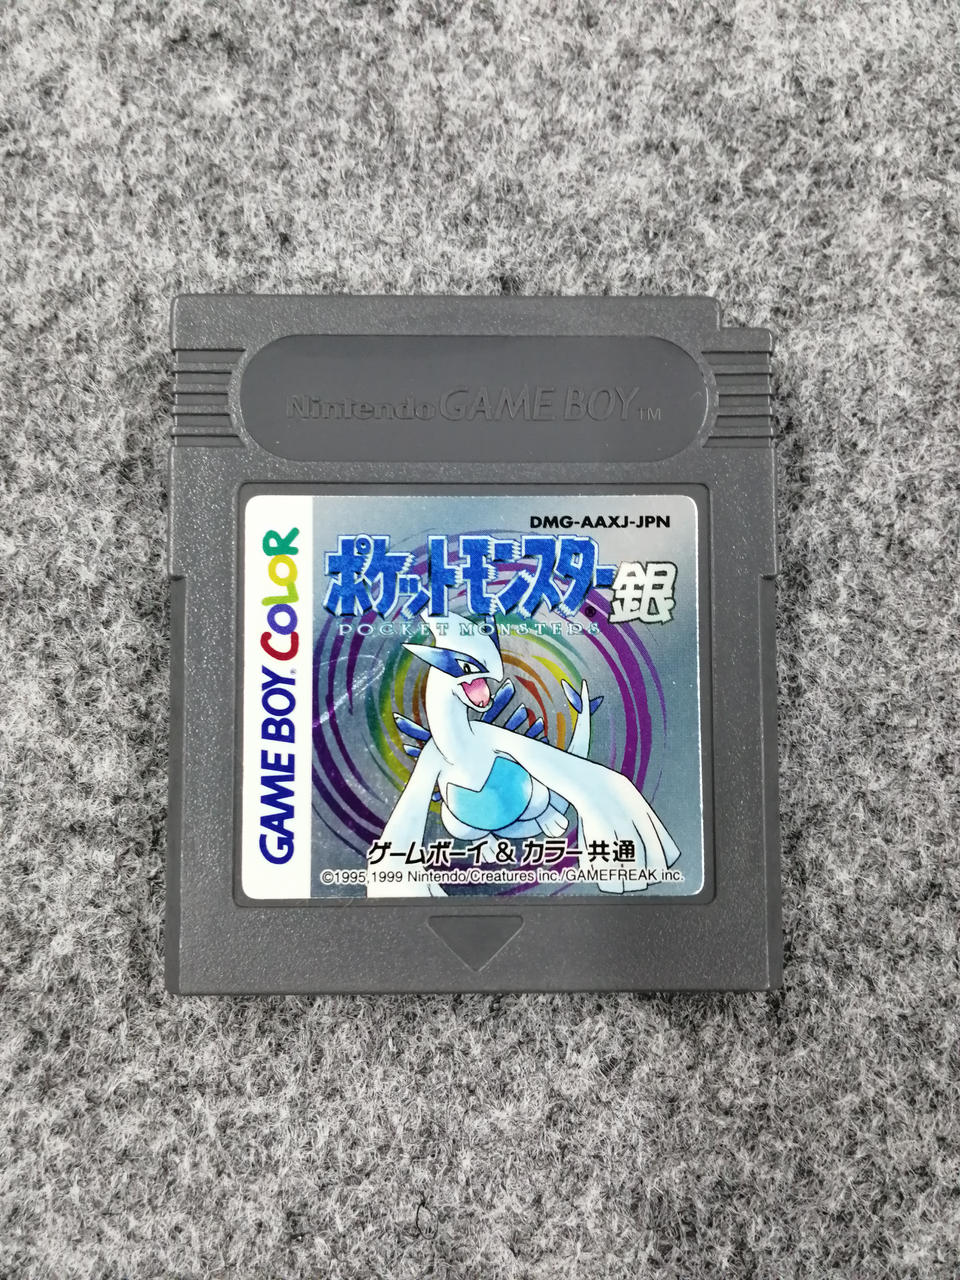 Nintendo GAME BOY TM
DMG-AAXJ-JPN
ポケットモンスター銀
POCKET MONSTERS
GAME BOY COLOR
ゲームボーイ & カラー共通
©1995,1999 Nintendo/Creatures inc./GAMEFREAK inc.